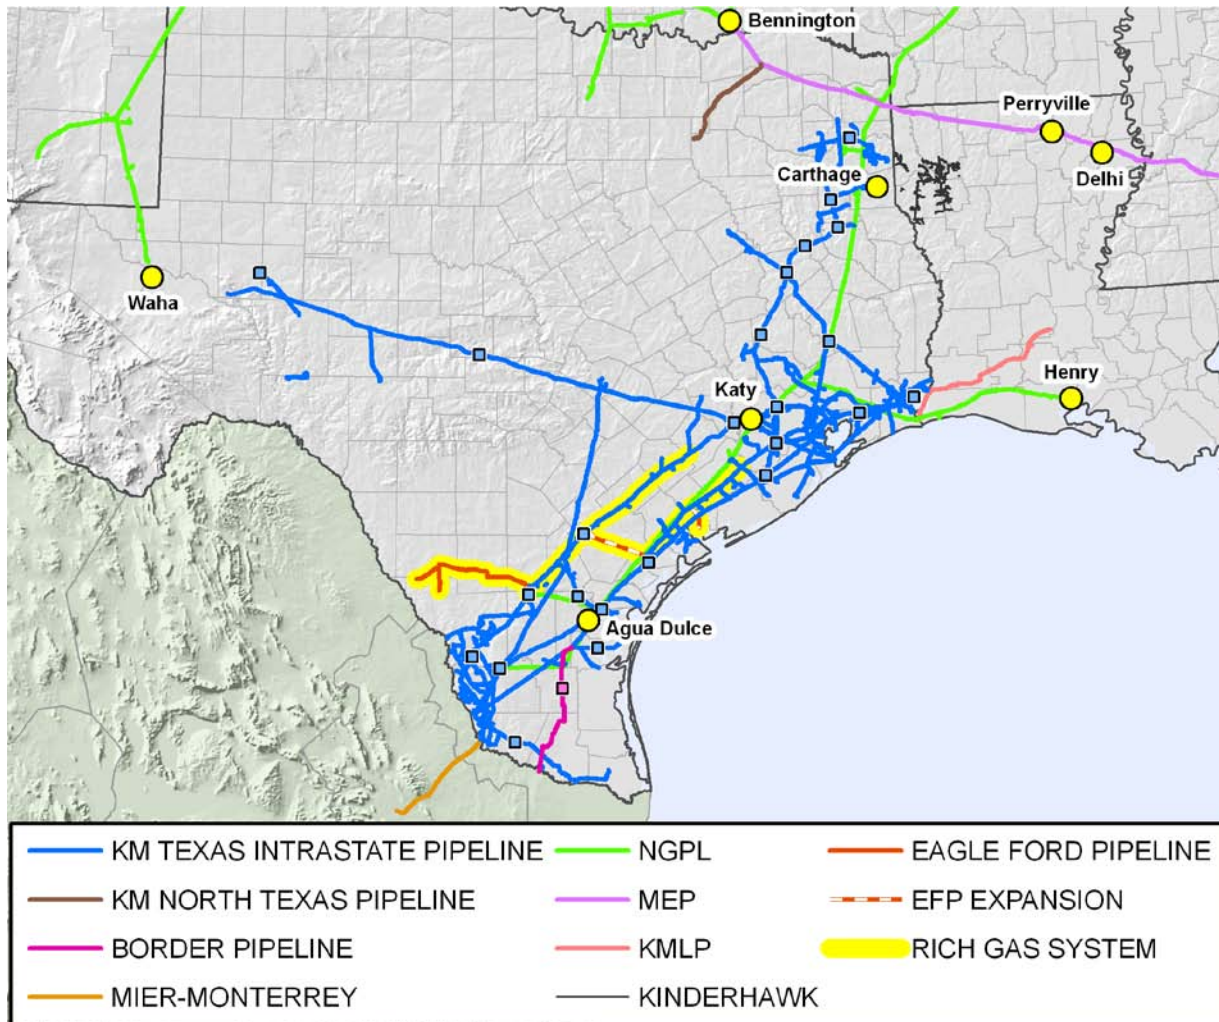 Bennington
Perryville
Carthage
Delhi
Waha
Henry
Katy
Agua Dulce
KM TEXAS INTRASTATE PIPELINE
NGPL
EAGLE FORD PIPELINE
KM NORTH TEXAS PIPELINE
MEP
EFP EXPANSION
BORDER PIPELINE
KMLP
RICH GAS SYSTEM
MIER-MONTERREY
KINDERHAWK